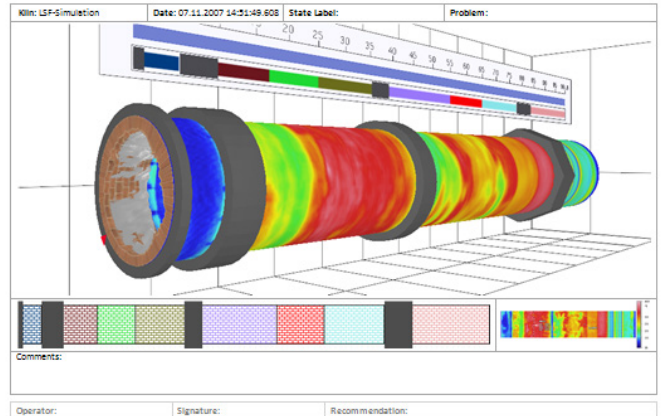 Kiln: LSF-Simulation Date: 07.11.2007 14:51:49.608 State Label: Problem:
20 25 30 35 40 45 50 55 60 65 70 75 80 85 90
Comments:
Operator: Signature: Recommendation: